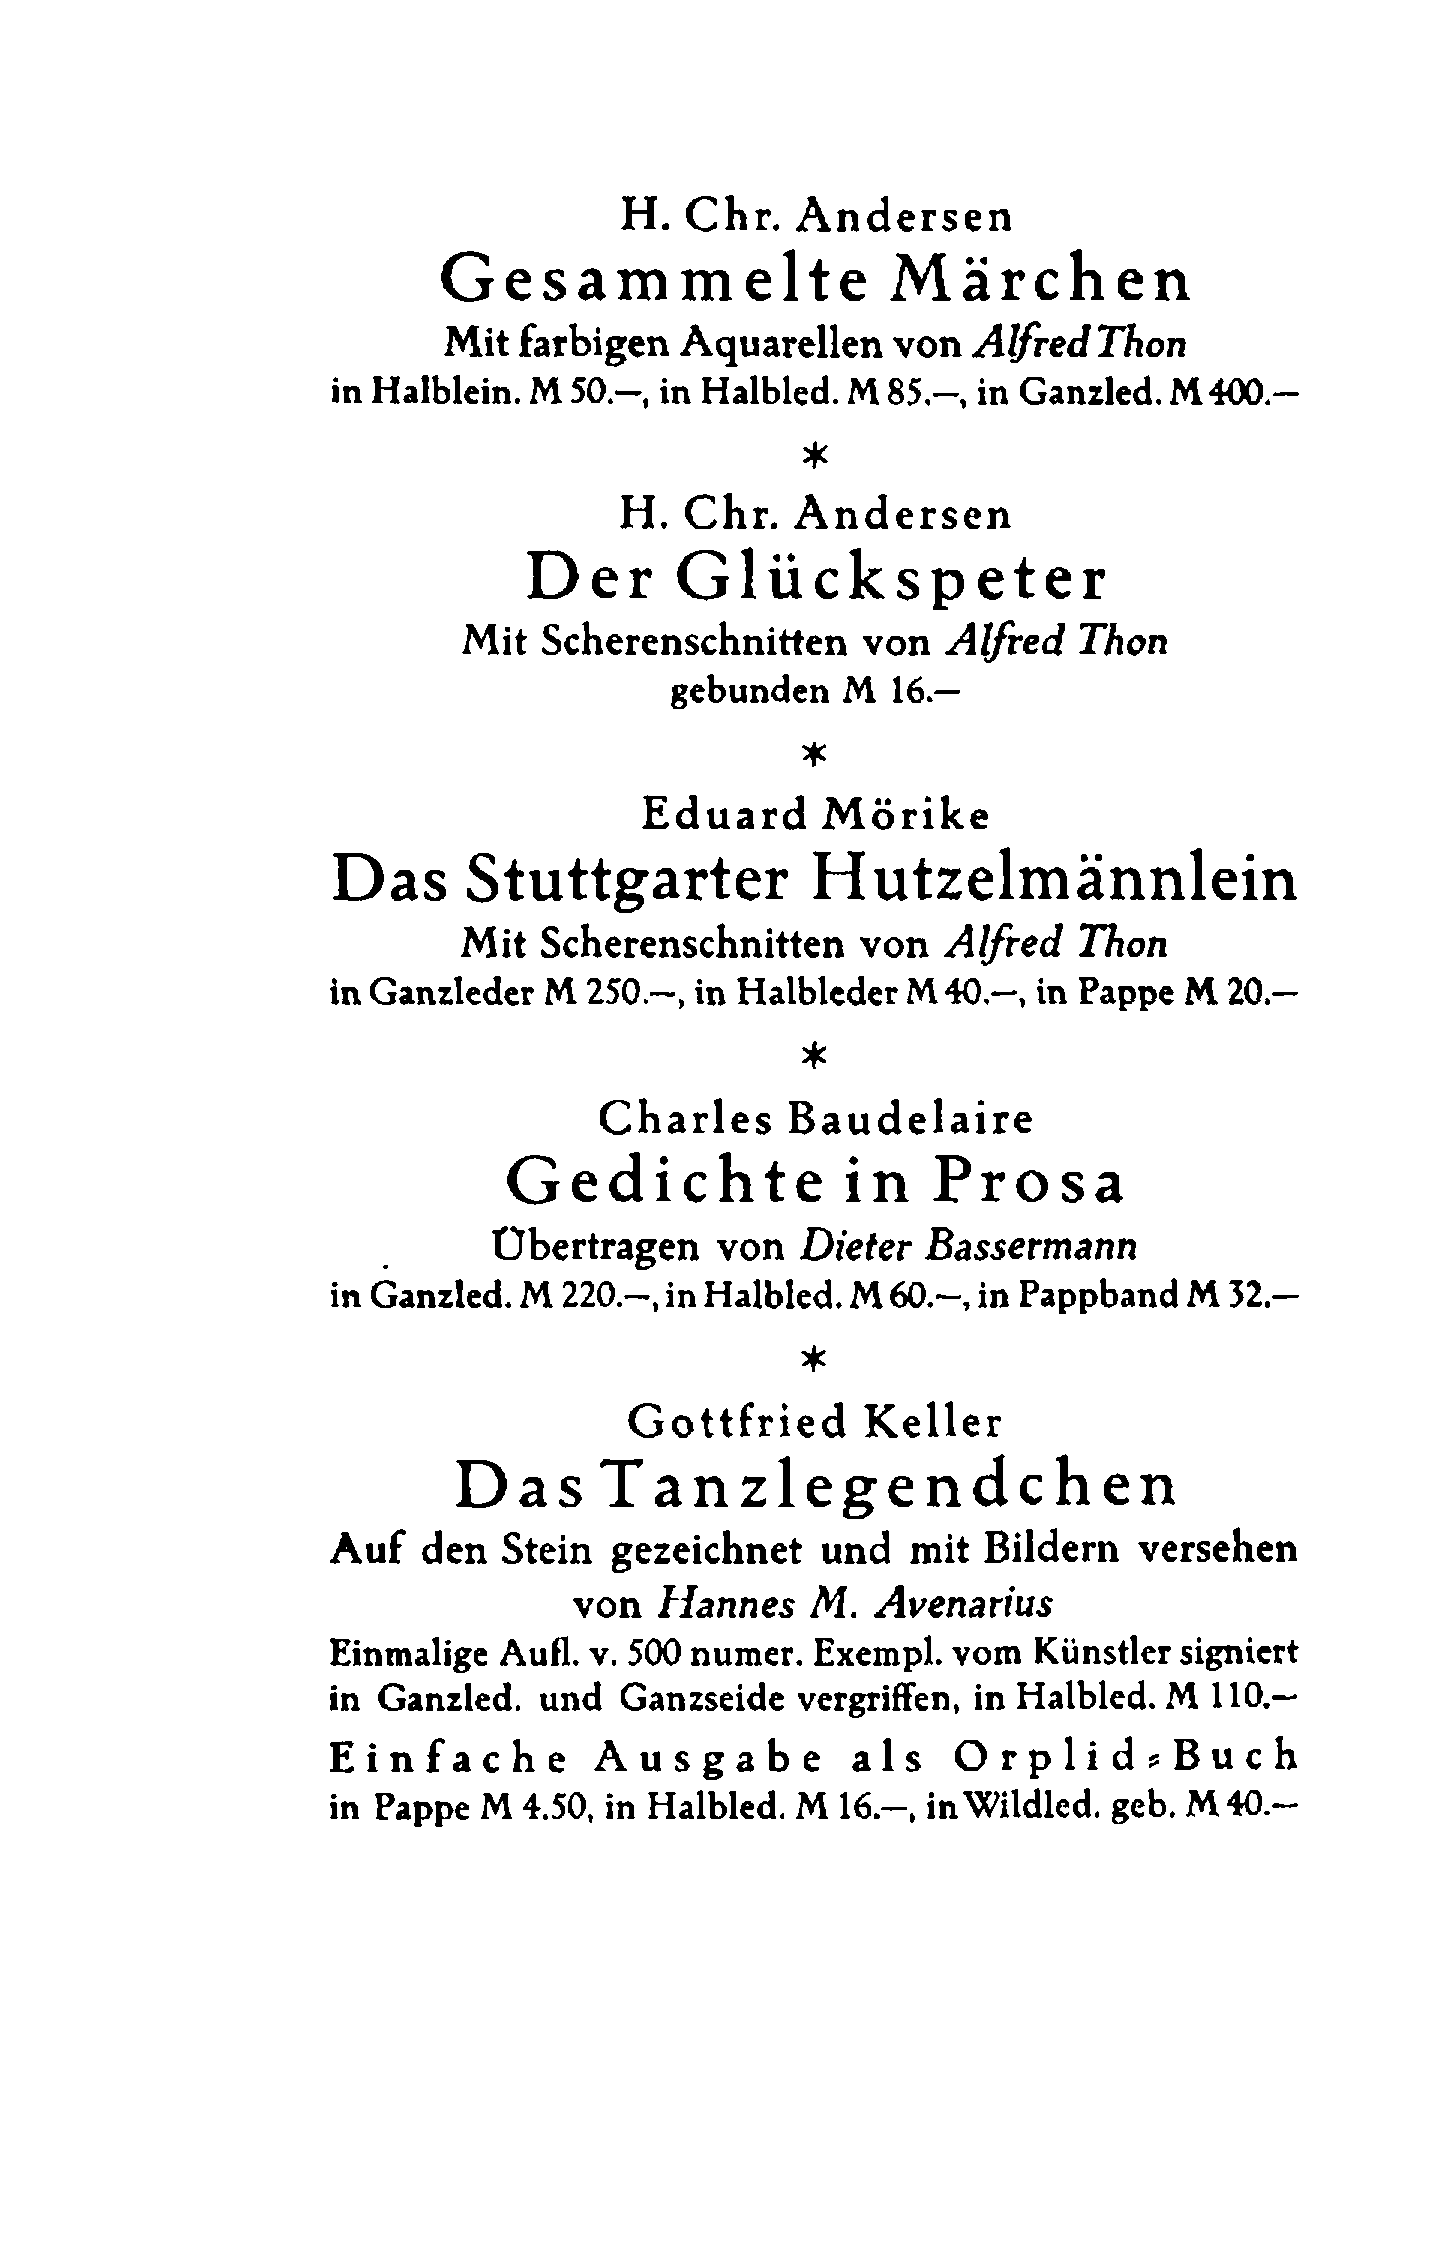 H. Chr. Andersen
Gesammelte Märchen
Mit farbigen Aquarellen von Alfred Thon
in Halblein. M 50.—, in Halbled. M 85.—, in Ganzled. M 400.—
*
H. Chr. Andersen
Der Glückspeter
Mit Scherenschnitten von Alfred Thon
gebunden M 16.—
*
Eduard Mörike
Das Stuttgarter Hutzelmännlein
Mit Scherenschnitten von Alfred Thon
in Ganzleder M 250.—, in Halbleder M 40.—, in Pappe M 20.—
*
Charles Baudelaire
Gedichte in Prosa
Übertragen von Dieter Bassermann
in Ganzled. M 220.—, in Halbled. M 60.—, in Pappband M 32.—
*
Gottfried Keller
Das Tanzlegendchen
Auf den Stein gezeichnet und mit Bildern versehen
von Hannes M. Avenarius
Einmalige Aufl. v. 500 numer. Exempl. vom Künstler signiert
in Ganzled. und Ganzseide vergriffen, in Halbled. M 110.—
Einfache Ausgabe als Orplid-Buch
in Pappe M 4.50, in Halbled. M 16.—, in Wildled. geb. M 40.—